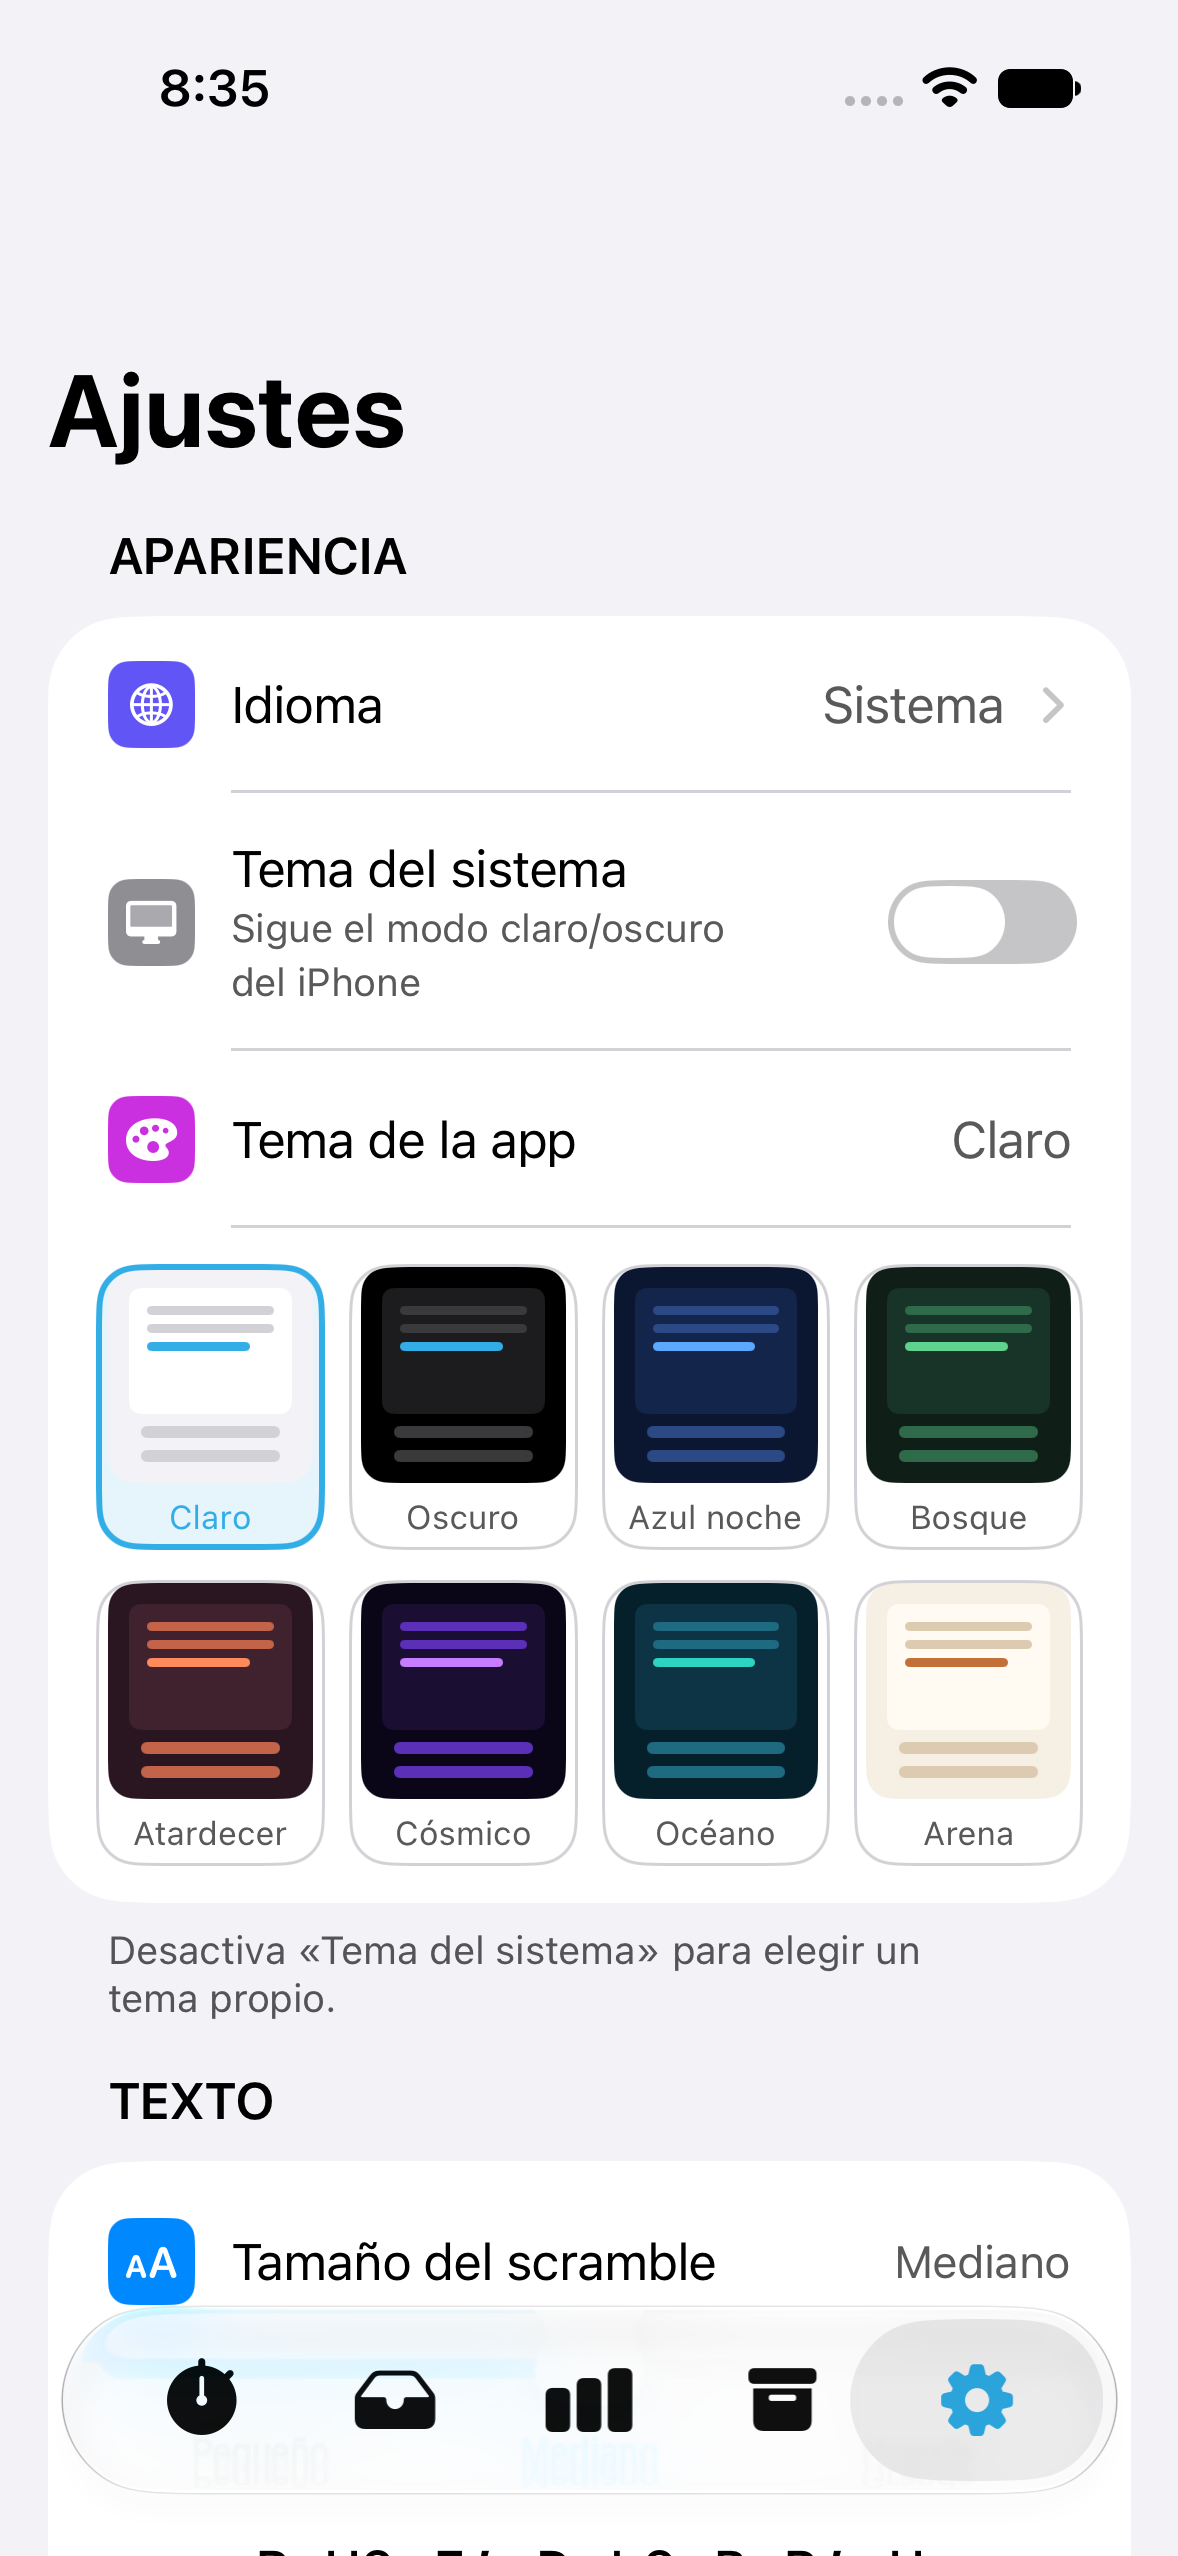 8:35
Ajustes
APARIENCIA
Idioma
Sistema
Tema del sistema
Sigue el modo claro/oscuro
del iPhone
Tema de la app
Claro
Claro
Oscuro
Azul noche
Bosque
Atardecer
Cósmico
Océano
Arena
Desactiva «Tema del sistema» para elegir un
tema propio.
TEXTO
AA
Tamaño del scramble
Mediano
Pequeño
Mediano